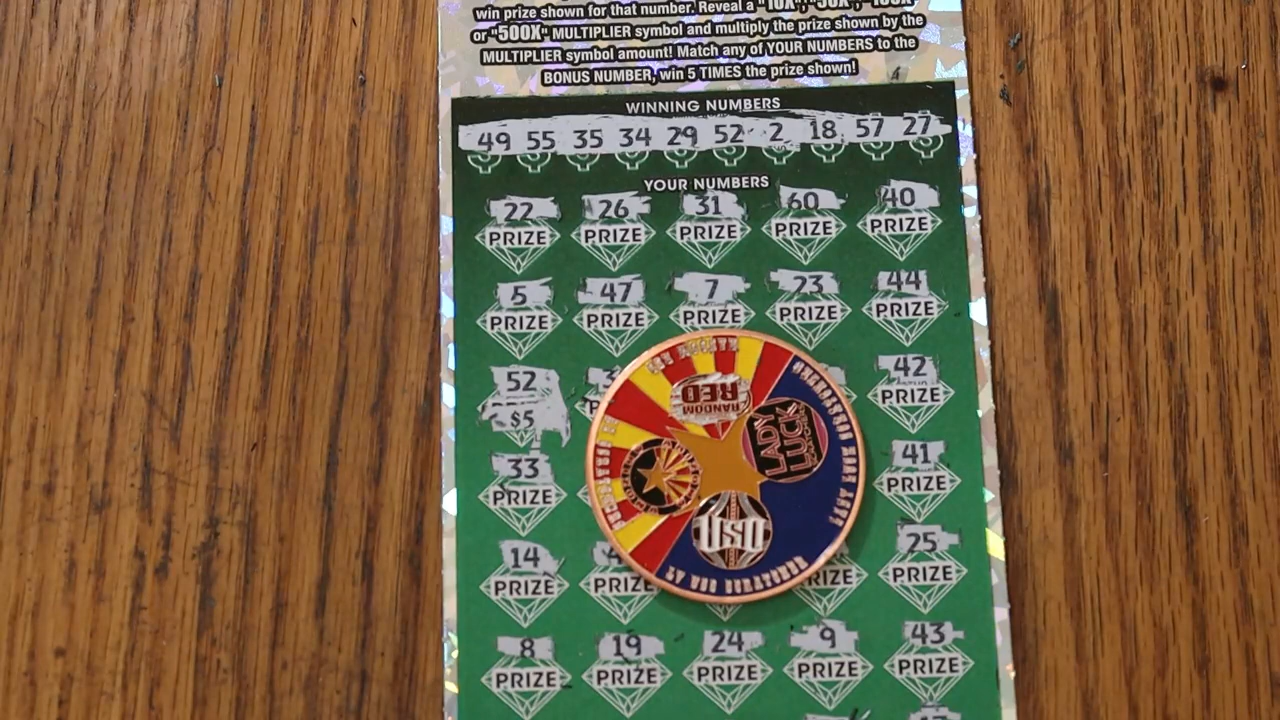 win prize shown for that number. Reveal a "10X", "50X",
or "500X" MULTIPLIER symbol and multiply the prize shown by the
MULTIPLIER symbol amount! Match any of YOUR NUMBERS to the
BONUS NUMBER, win 5 TIMES the prize shown!
WINNING NUMBERS
49 55 35 34 29 52 2 18 57 27
YOUR NUMBERS
22 26 31 60 40
PRIZE PRIZE PRIZE PRIZE PRIZE
5 47 7 23 44
PRIZE PRIZE PRIZE PRIZE PRIZE
52 42
$5 PRIZE
RANDOM
RED
LADY
LUCK
33 41
PRIZE PRIZE
USO
LV USO SCRATCHER
14 25
PRIZE PRIZE PRIZE PRIZE
8 19 24 9 43
PRIZE PRIZE PRIZE PRIZE PRIZE